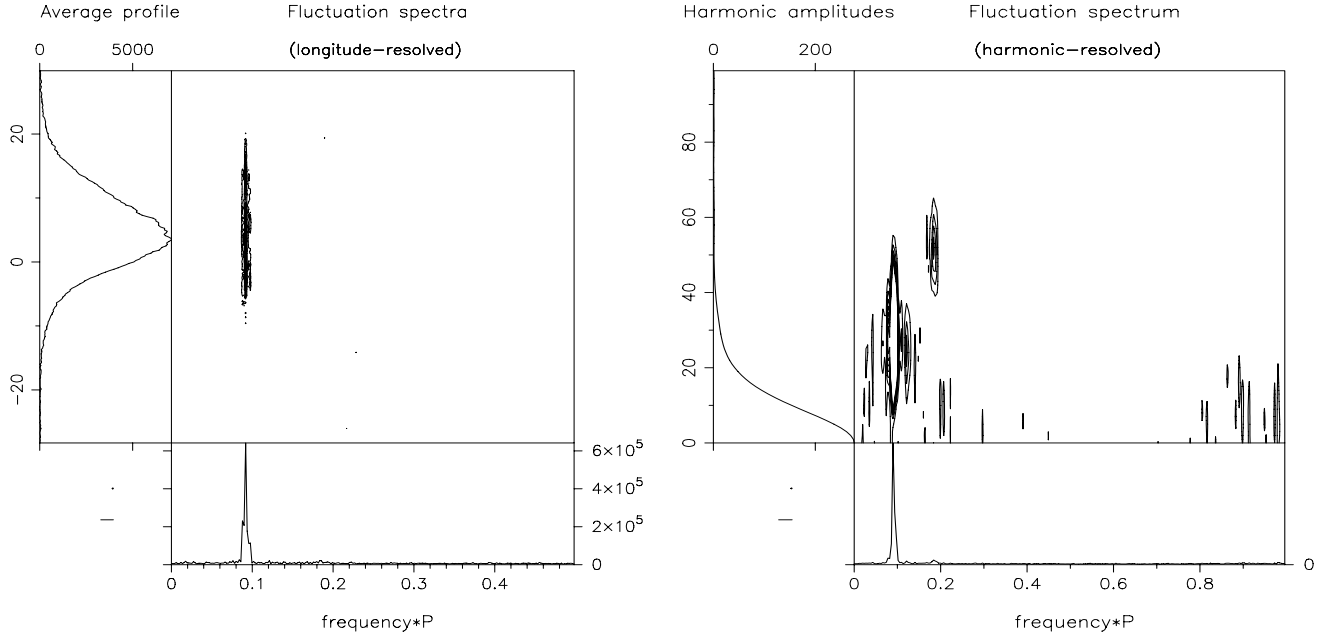 Average profile Fluctuation spectra
0 5000 (longitude-resolved)
20
0
-20
6×10⁵
4×10⁵
2×10⁵
0
0 0.1 0.2 0.3 0.4
frequency*P
Harmonic amplitudes Fluctuation spectrum
0 200 (harmonic-resolved)
80
60
40
20
0
0
0 0.2 0.4 0.6 0.8
frequency*P